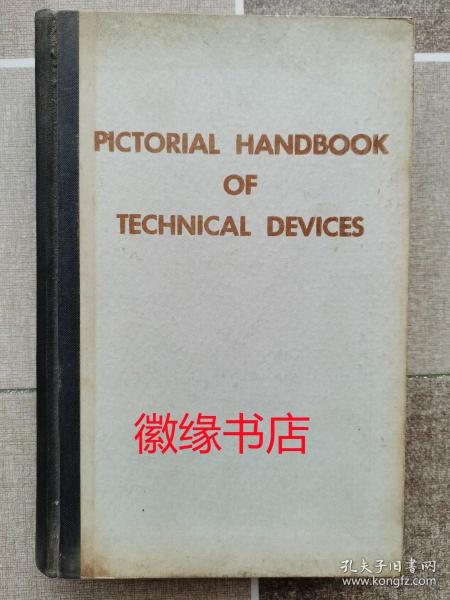 PICTORIAL HANDBOOK
OF
TECHNICAL DEVICES
徽缘书店
孔夫子旧书网
www.kongfz.com